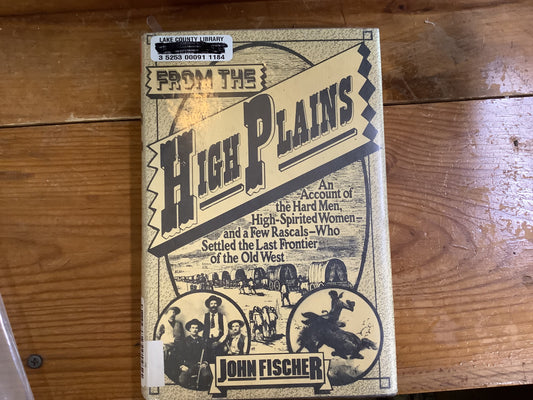 LAKE COUNTY LIBRARY
3 5253 00091 1184
FROM THE
HIGH PLAINS
An
Account of
the Hard Men,
High-Spirited Women—
and a Few Rascals—Who
Settled the Last Frontier
of the Old West
JOHN FISCHER